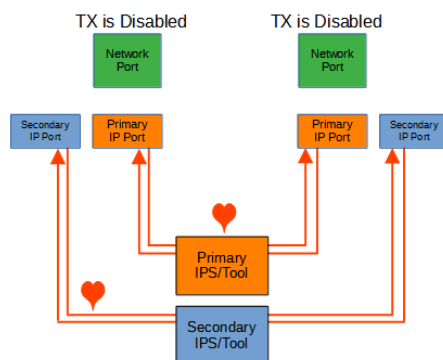 TX is Disabled
TX is Disabled
Network
Port
Network
Port
Secondary
IP Port
Primary
IP Port
Primary
IP Port
Secondary
IP Port
Primary
IPS/Tool
Secondary
IPS/Tool